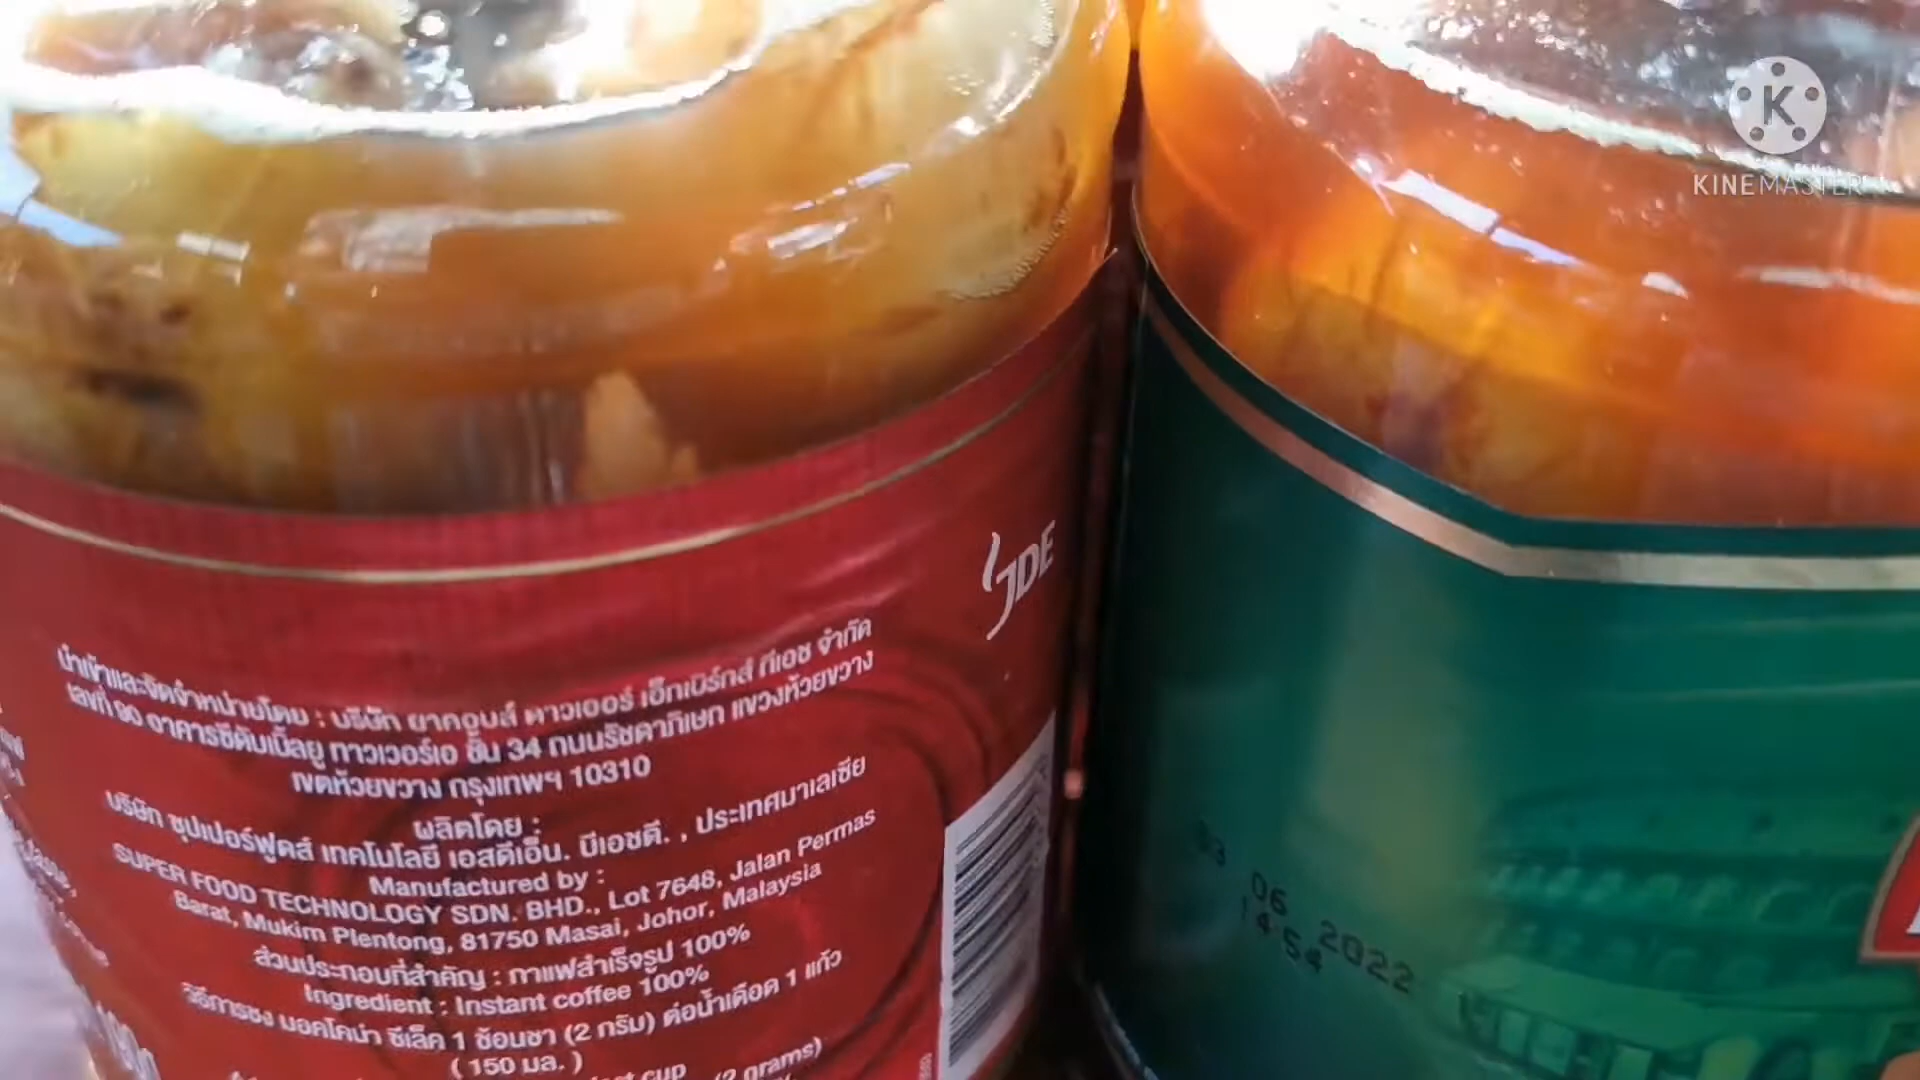 KINEMASTER
JDE
นำเข้าและจัดจำหน่ายโดย : บริษัท ยาคอบส์ ดาวเออร์ เอ็กเบิร์กส์ ทีเอช จำกัด
เลขที่ 90 อาคารซีดับเบิ้ลยู ทาวเวอร์เอ ชั้น 34 ถนนรัชดาภิเษก แขวงห้วยขวาง
เขตห้วยขวาง กรุงเทพฯ 10310
ผลิตโดย :
บริษัท ซุปเปอร์ฟูดส์ เทคโนโลยี เอสดีเอ็น. บีเอชดี. , ประเทศมาเลเซีย
Manufactured by :
SUPER FOOD TECHNOLOGY SDN. BHD., Lot 7648, Jalan Permas
Barat, Mukim Plentong, 81750 Masai, Johor, Malaysia
ส่วนประกอบที่สำคัญ : กาแฟสำเร็จรูป 100%
Ingredient : Instant coffee 100%
วิธีการชง มอคโคน่า ซีเล็ค 1 ช้อนชา (2 กรัม) ต่อน้ำเดือด 1 แก้ว
( 150 มล. )
cup (2 grams)
06 2022
14 54